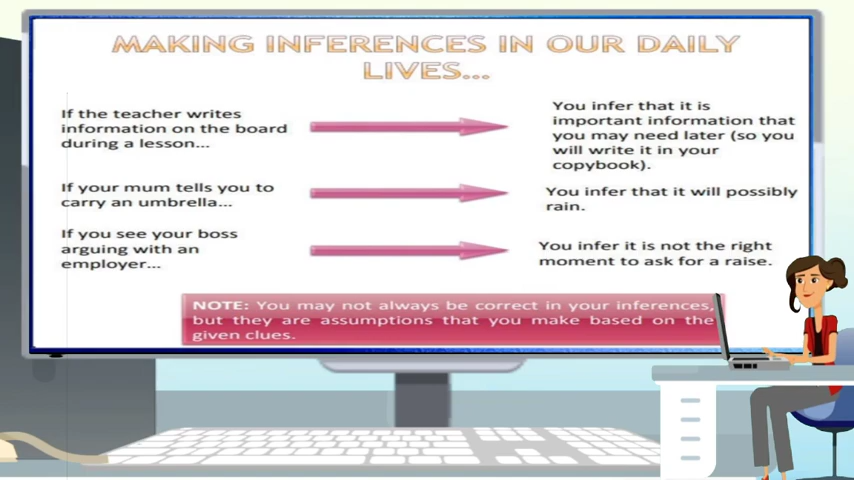 MAKING INFERENCES IN OUR DAILY
LIVES...
If the teacher writes
information on the board
during a lesson...
You infer that it is
important information that
you may need later (so you
will write it in your
copybook).
If your mum tells you to
carry an umbrella...
You infer that it will possibly
rain.
If you see your boss
arguing with an
employer...
You infer it is not the right
moment to ask for a raise.
NOTE: You may not always be correct in your inferences,
but they are assumptions that you make based on the
given clues.